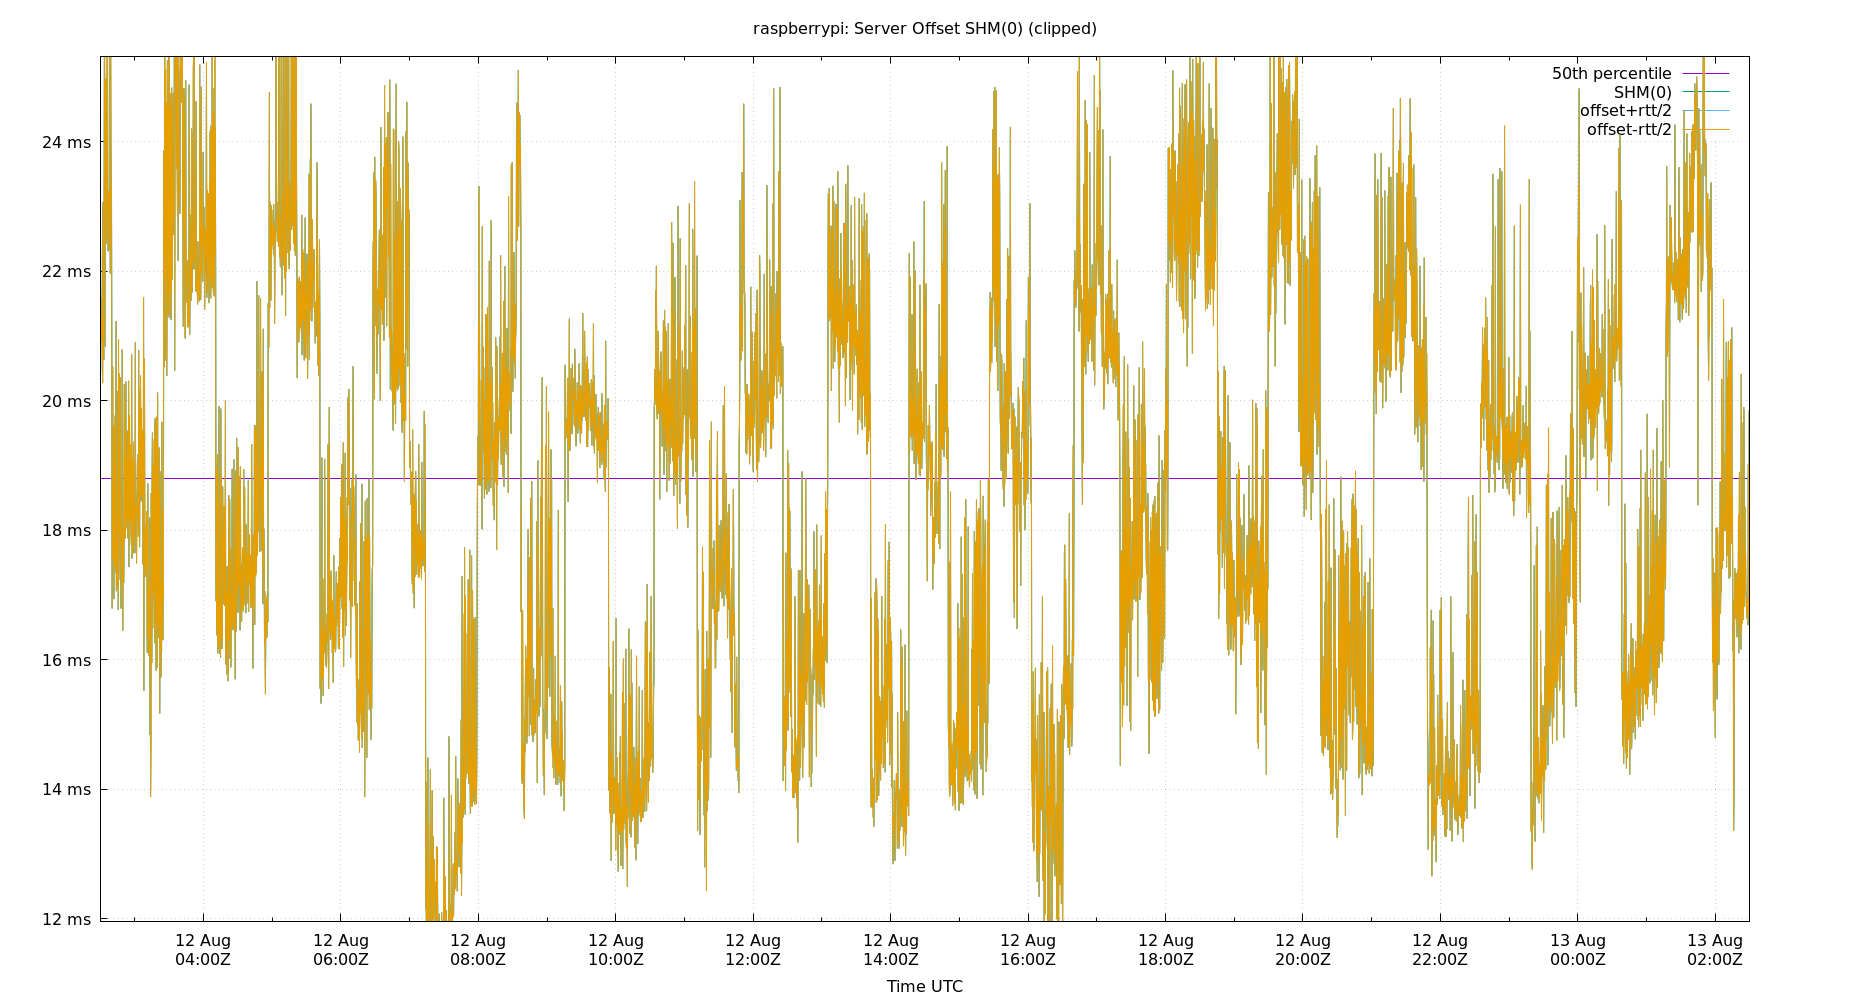 raspberrypi: Server Offset SHM(0) (clipped)
50th percentile
SHM(0)
offset+rtt/2
offset-rtt/2
24 ms
22 ms
20 ms
18 ms
16 ms
14 ms
12 ms
12 Aug 12 Aug 12 Aug 12 Aug 12 Aug 12 Aug 12 Aug 12 Aug 12 Aug 12 Aug 13 Aug 13 Aug
04:00Z 06:00Z 08:00Z 10:00Z 12:00Z 14:00Z 16:00Z 18:00Z 20:00Z 22:00Z 00:00Z 02:00Z
Time UTC